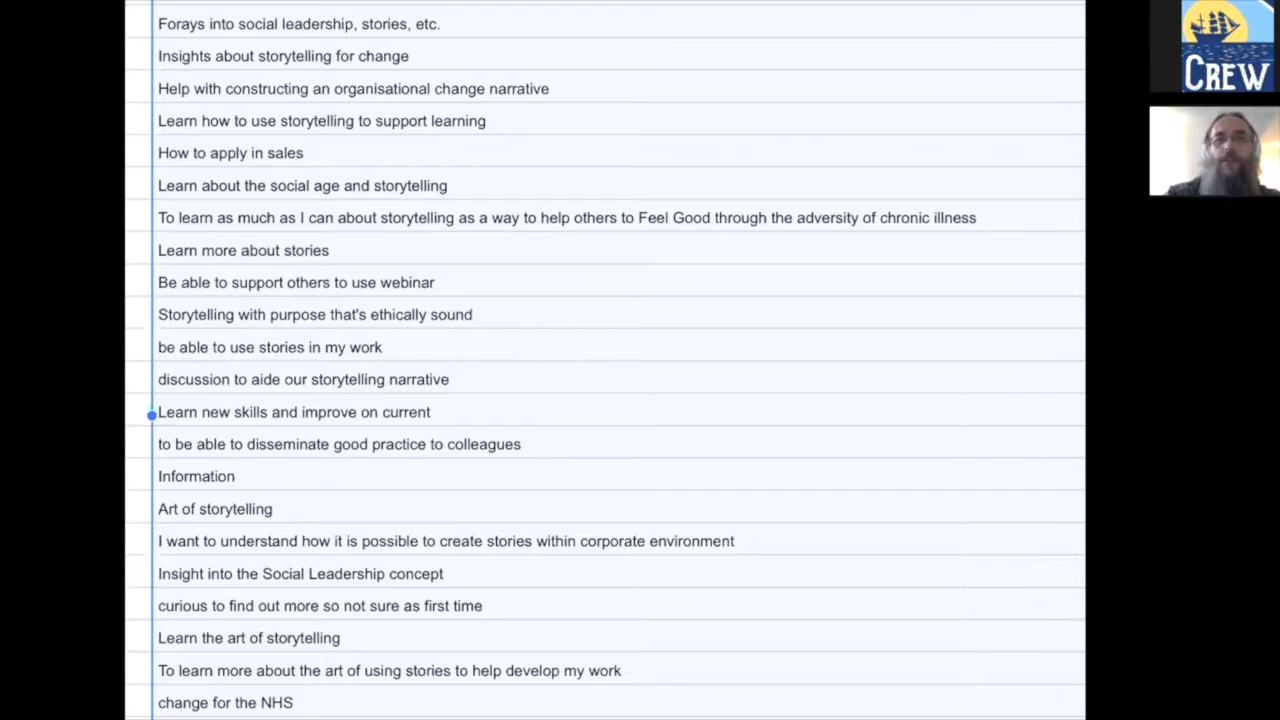 Forays into social leadership, stories, etc.
Insights about storytelling for change
Help with constructing an organisational change narrative
Learn how to use storytelling to support learning
How to apply in sales
Learn about the social age and storytelling
To learn as much as I can about storytelling as a way to help others to Feel Good through the adversity of chronic illness
Learn more about stories
Be able to support others to use webinar
Storytelling with purpose that's ethically sound
be able to use stories in my work
discussion to aide our storytelling narrative
Learn new skills and improve on current
to be able to disseminate good practice to colleagues
Information
Art of storytelling
I want to understand how it is possible to create stories within corporate environment
Insight into the Social Leadership concept
curious to find out more so not sure as first time
Learn the art of storytelling
To learn more about the art of using stories to help develop my work
change for the NHS
CREW